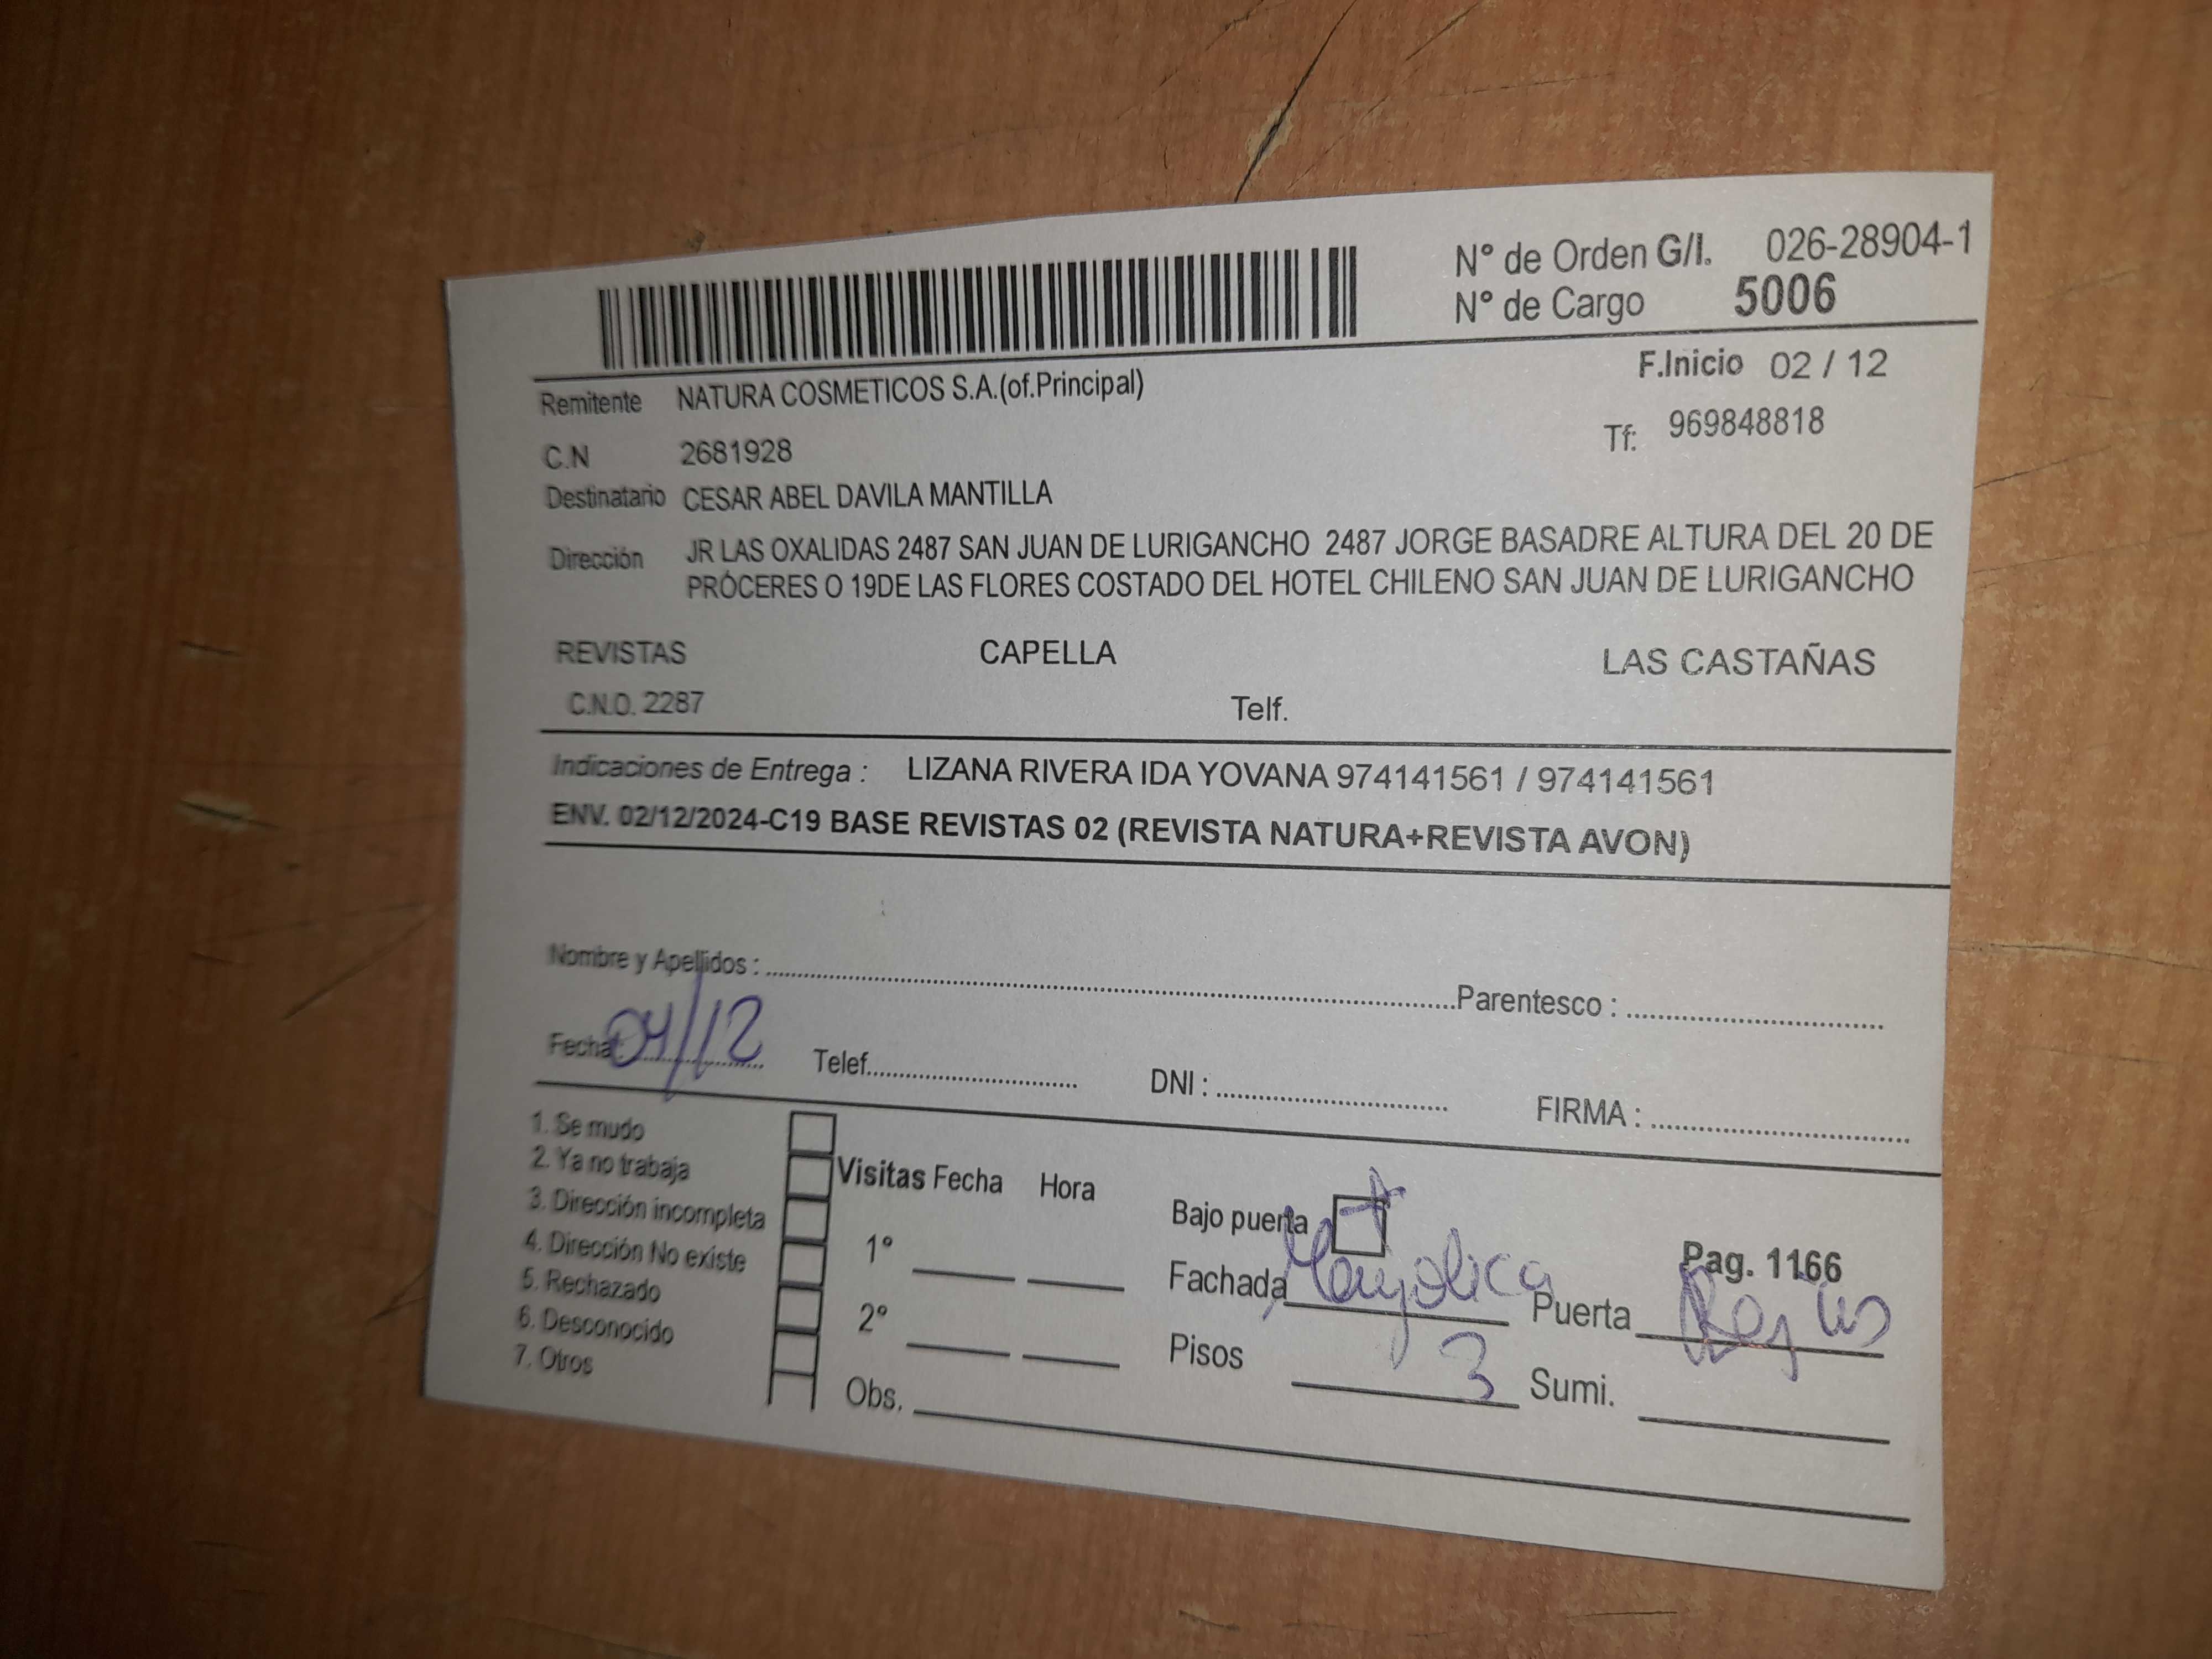 N° de Orden G/I. 026-28904-1
N° de Cargo 5006
F.Inicio 02 / 12
Remitente NATURA COSMETICOS S.A.(of.Principal)
Tf: 969848818
C.N 2681928
Destinatario CESAR ABEL DAVILA MANTILLA
Dirección JR LAS OXALIDAS 2487 SAN JUAN DE LURIGANCHO 2487 JORGE BASADRE ALTURA DEL 20 DE
PRÓCERES O 19DE LAS FLORES COSTADO DEL HOTEL CHILENO SAN JUAN DE LURIGANCHO
REVISTAS CAPELLA LAS CASTAÑAS
C.N.O. 2287 Telf.
Indicaciones de Entrega : LIZANA RIVERA IDA YOVANA 974141561 / 974141561
ENV. 02/12/2024-C19 BASE REVISTAS 02 (REVISTA NATURA+REVISTA AVON)
Nombre y Apellidos : Parentesco :
Fecha: 04/12 Telef. DNI : FIRMA :
1. Se mudo
2. Ya no trabaja
3. Dirección incompleta
4. Dirección No existe
5. Rechazado
6. Desconocido
7. Otros
Visitas Fecha Hora
1°
2°
Obs.
Bajo puerta
Pag. 1166
Fachada Mayolica Puerta Rejas
Pisos 3 Sumi.